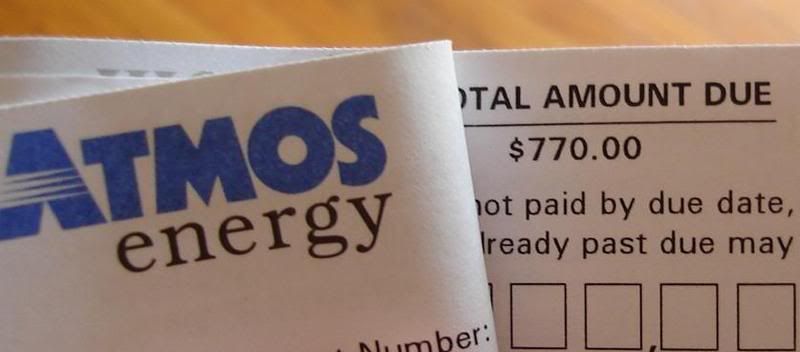 ATMOS
energy
Number:
OTAL AMOUNT DUE
$770.00
not paid by due date,
lready past due may